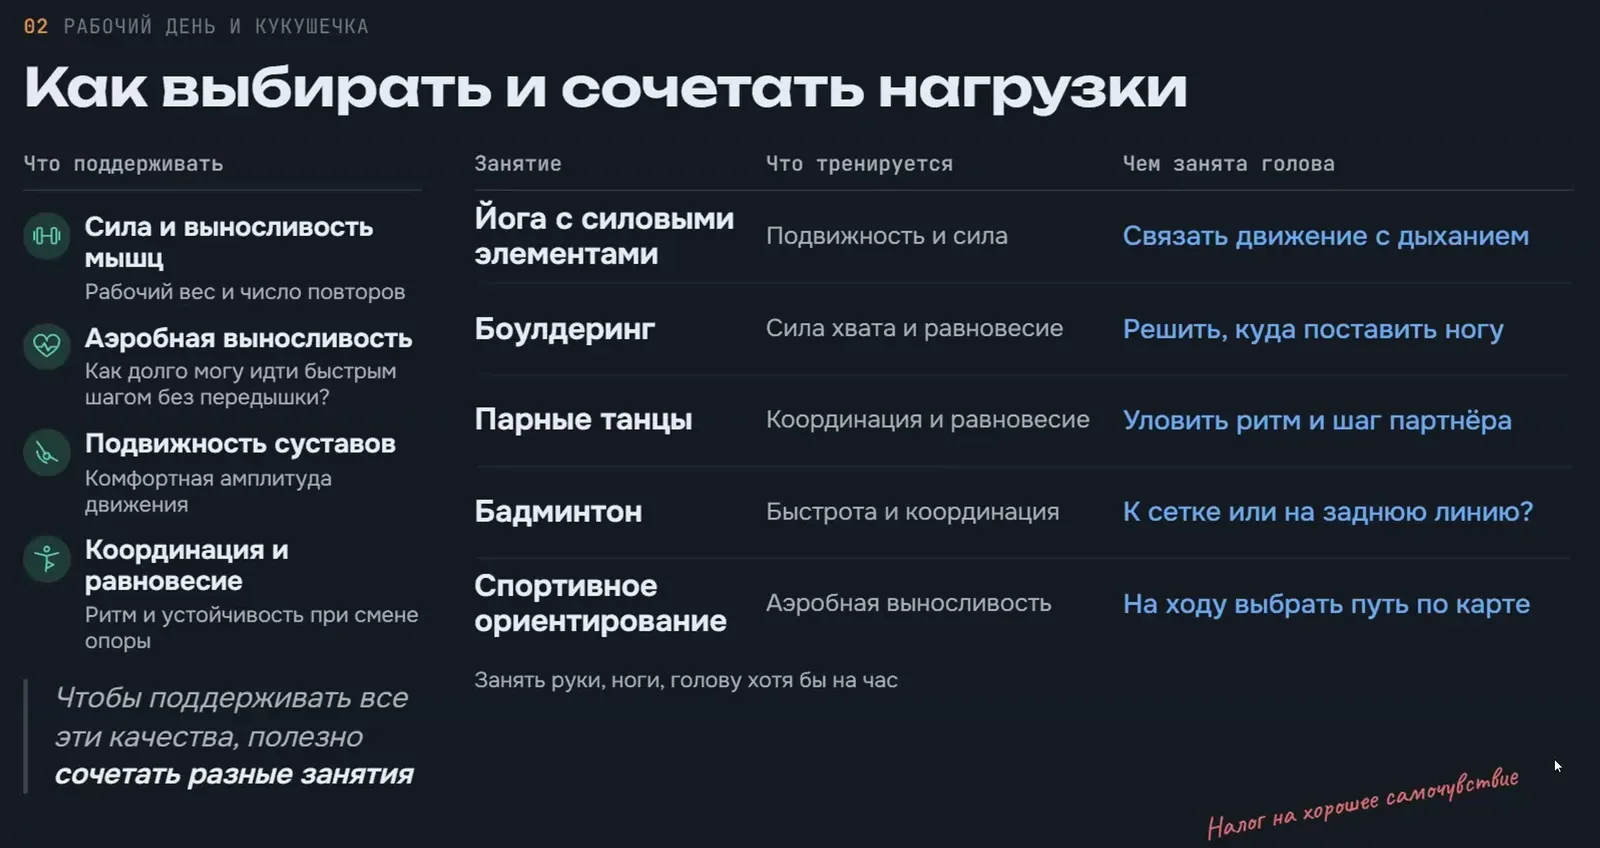 02 РАБОЧИЙ ДЕНЬ И КУКУШЕЧКА
Как выбирать и сочетать нагрузки
Что поддерживать
Сила и выносливость
мышц
Рабочий вес и число повторов
Аэробная выносливость
Как долго могу идти быстрым
шагом без передышки?
Подвижность суставов
Комфортная амплитуда
движения
Координация и
равновесие
Ритм и устойчивость при смене
опоры
Чтобы поддерживать все
эти качества, полезно
сочетать разные занятия
Занятие
Что тренируется
Чем занята голова
Йога с силовыми
элементами
Подвижность и сила
Связать движение с дыханием
Боулдеринг
Сила хвата и равновесие
Решить, куда поставить ногу
Парные танцы
Координация и равновесие
Уловить ритм и шаг партнёра
Бадминтон
Быстрота и координация
К сетке или на заднюю линию?
Спортивное
ориентирование
Аэробная выносливость
На ходу выбрать путь по карте
Занять руки, ноги, голову хотя бы на час
Налог на хорошее самочувствие